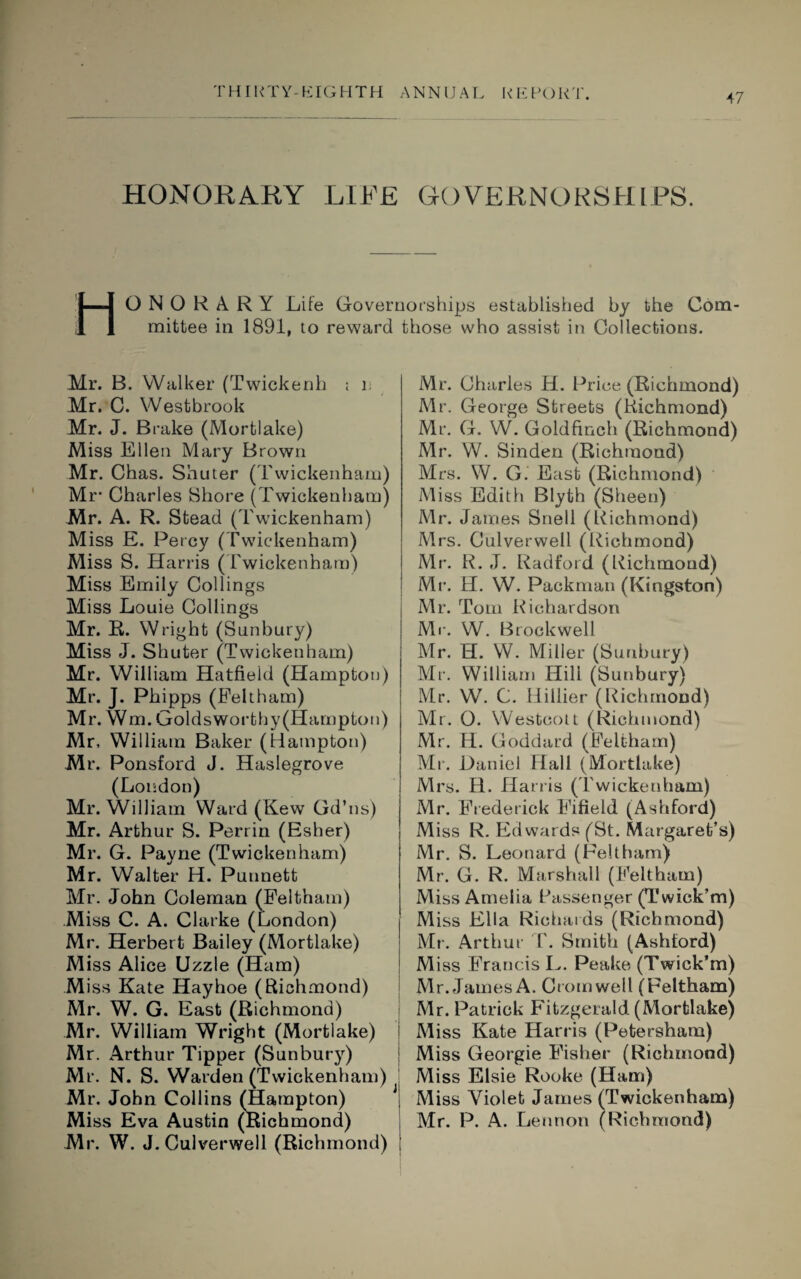 THIRTY-EIGHTH ANNUAL REPORT.
47
HONORARY LIFE GOVERNORSHIPS.
HONORARY Life Governorships established by the Com-
mittee in 1891, to reward those who assist in Collections.
Mr. B. Walker (Twickenh
Mr. C. Westbrook
Mr. J. Brake (Mortlake)
Miss Ellen Mary Brown
Mr. Chas. Shuter (Twickenham)
Mr· Charles Shore (Twickenham)
Mr. A. R. Stead (Twickenham)
Miss E. Percy (Twickenham)
Miss S. Harris (Twickenham)
Miss Emily Collings
Miss Louie Collings
Mr. R. Wright (Sunbury)
Miss J. Shuter (Twickenham)
Mr. William Hatfield (Hampton)
Mr. J. Phipps (Feltham)
Mr. Wm. Goldsworthy (Hampton)
Mr. William Baker (Hampton)
Mr. Ponsford J. Haslegrove
(London)
Mr. William Ward (Kew Gd’ns)
Mr. Arthur S. Perrin (Esher)
Mr. G. Payne (Twickenham)
Mr. Walter H. Punnett
Mr. John Coleman (Feltham)
Miss C. A. Clarke (London)
Mr. Herbert Bailey (Mortlake)
Miss Alice Uzzle (Ham)
Miss Kate Hayhoe (Richmond)
Mr. W. G. East (Richmond)
Mr. William Wright (Mortlake)
Mr. Arthur Tipper (Sunbury)
Mr. N. S. Warden (Twickenham)
Mr. John Collins (Hampton)
Miss Eva Austin (Richmond)
Mr. W. J. Culverwell (Richmond)
Mr. Charles H. Price (Richmond)
Mr. George Streets (Richmond)
Mr. G. W. Goldfinch (Richmond)
Mr. W. Sinden (Richmond)
Mrs. W. G. East (Richmond)
Miss Edith Blyth (Sheen)
Mr. James Snell (Richmond)
Mrs. Culverwell (Richmond)
Mr. R. J. Radford (Richmond)
Mr. H. W. Packman (Kingston)
Mr. Tom Richardson
Mr. W. Brockwell
Mr. H. W. Miller (Sunbury)
Mr. William Hill (Sunbury)
Mr. W. C. Hillier (Richmond)
Mr. O. Westcott (Richmond)
Mr. H. Goddard (Feltham)
Mr. Daniel Hall (Mortlake)
Mrs. H. Harris (Twickenham)
Mr. Frederick Fifield (Ashford)
Miss R. Edwards (St. Margaret’s)
Mr. S. Leonard (Feltham)
Mr. G. R. Marshall (Feltham)
Miss Amelia Passenger (Twick’m)
Miss Ella Richards (Richmond)
Mr. Arthur T. Smith (Ashford)
Miss Francis L. Peake (Twick’m)
Mr. James A. Cromwell (Feltham)
Mr. Patrick Fitzgerald (Mortlake)
Miss Kate Harris (Petersham)
Miss Georgie Fisher (Richmond)
Miss Elsie Rooke (Ham)
Miss Violet James (Twickenham)
Mr. P. A. Lennon (Richmond)